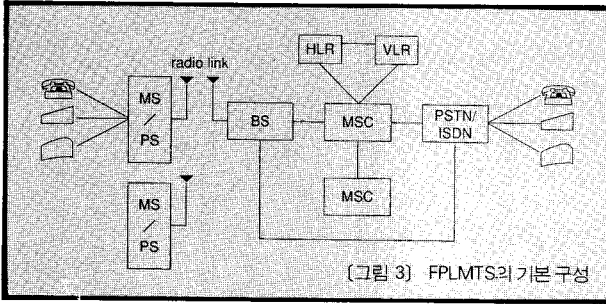 HLR
VLR
radio link
MS
/
PS
BS
MSC
PSTN/
ISDN
MS
/
PS
MSC
〔그림 3〕 FPLMTS의 기본 구성